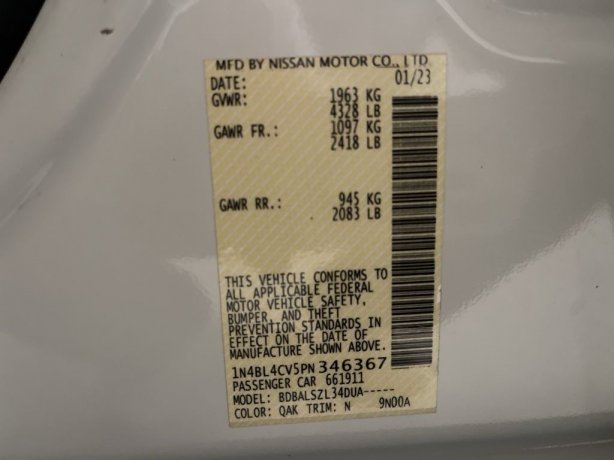 MFD BY NISSAN MOTOR CO., LTD.
DATE: 01/23
GVWR: 1963 KG
4328 LB
GAWR FR.: 1097 KG
2418 LB
GAWR RR.: 945 KG
2083 LB
THIS VEHICLE CONFORMS TO
ALL APPLICABLE FEDERAL
MOTOR VEHICLE SAFETY,
BUMPER, AND THEFT
PREVENTION STANDARDS IN
EFFECT ON THE DATE OF
MANUFACTURE SHOWN ABOVE.
1N4BL4CV5PN346367
PASSENGER CAR 661911
MODEL: BDBALSZL34DUA-----
COLOR: QAK TRIM: N 9N00A